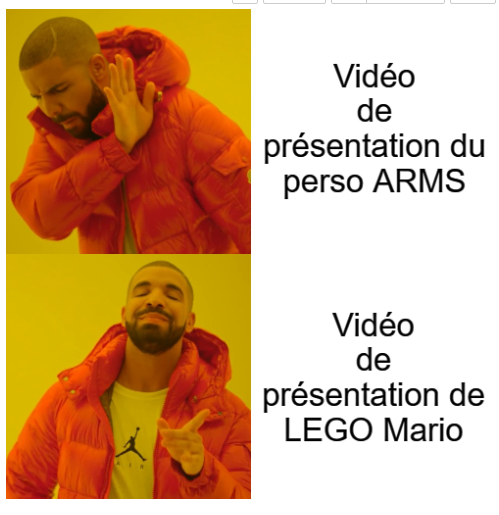 Vidéo
de
présentation du
perso ARMS
Vidéo
de
présentation de
LEGO Mario